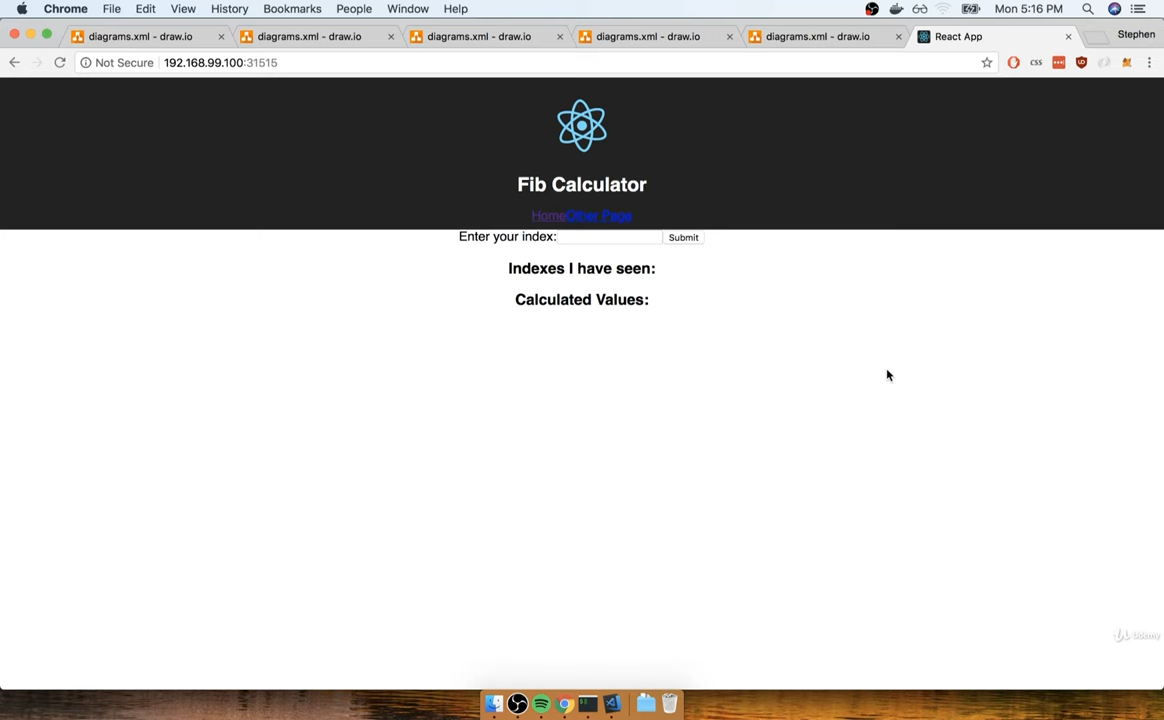 Chrome File Edit View History Bookmarks People Window Help Mon 5:16 PM
diagrams.xml - draw.io diagrams.xml - draw.io diagrams.xml - draw.io diagrams.xml - draw.io diagrams.xml - draw.io React App Stephen
Not Secure 192.168.99.100:31515 CSS
Fib Calculator
HomeOther Page
Enter your index: Submit
Indexes I have seen:
Calculated Values:
Udemy